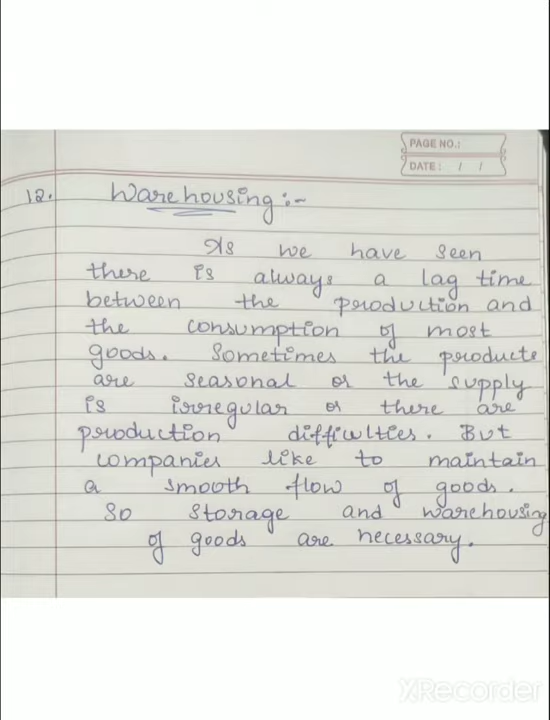 PAGE NO.:
DATE: / /
12. Warehousing :-
As we have seen
there is always a lag time
between the production and
the consumption of most
goods. Sometimes the products
are seasonal or the supply
is irregular or there are
production difficulties. But
companies like to maintain
a smooth flow of goods.
So storage and warehousing
of goods are necessary.
XRecorder